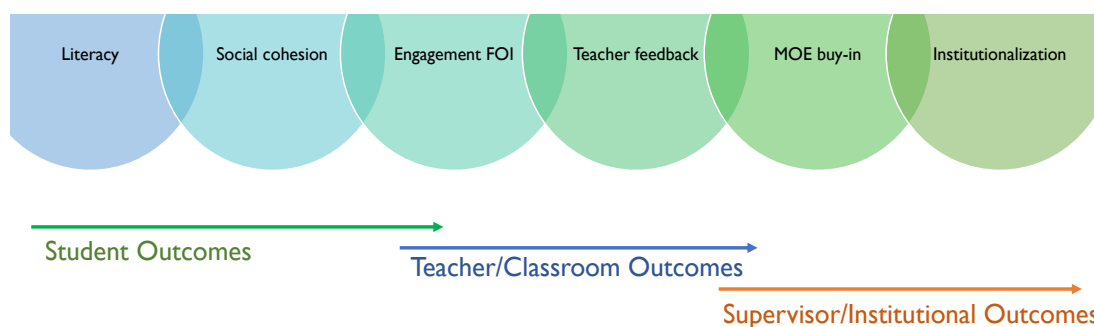 Literacy
Social cohesion
Engagement FOI
Teacher feedback
MOE buy-in
Institutionalization
Student Outcomes
Teacher/Classroom Outcomes
Supervisor/Institutional Outcomes